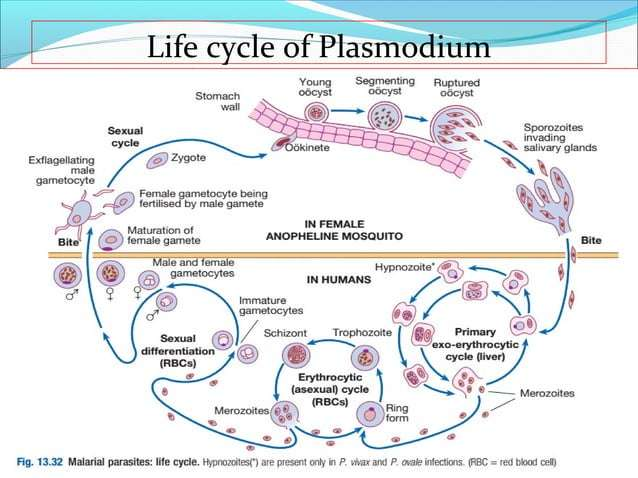 Life cycle of Plasmodium
Young
oöcyst
Segmenting
oöcyst
Ruptured
oöcyst
Stomach
wall
Sexual
cycle
Oökinete
Sporozoites
invading
salivary glands
Exflagellating
male
gametocyte
Zygote
Female gametocyte being
fertilised by male gamete
Maturation of
female gamete
IN FEMALE
ANOPHELINE MOSQUITO
Bite
Bite
Male and female
gametocytes
IN HUMANS
Hypnozoite*
♂
♀
♀
♂
Immature
gametocytes
Sexual
differentiation
(RBCs)
Schizont
Trophozoite
Primary
exo-erythrocytic
cycle (liver)
Erythrocytic
(asexual) cycle
(RBCs)
Merozoites
Ring
form
Merozoites
Fig. 13.32 Malarial parasites: life cycle. Hypnozoites(*) are present only in P. vivax and P. ovale infections. (RBC = red blood cell)